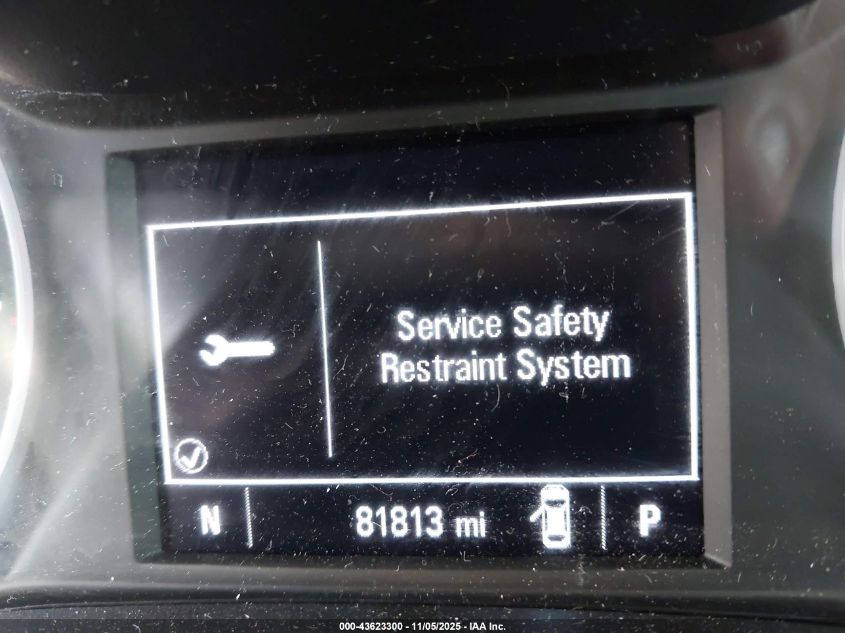 Service Safety
Restraint System
N 81813 mi P
000-43623300 - 11/05/2025 - IAA Inc.